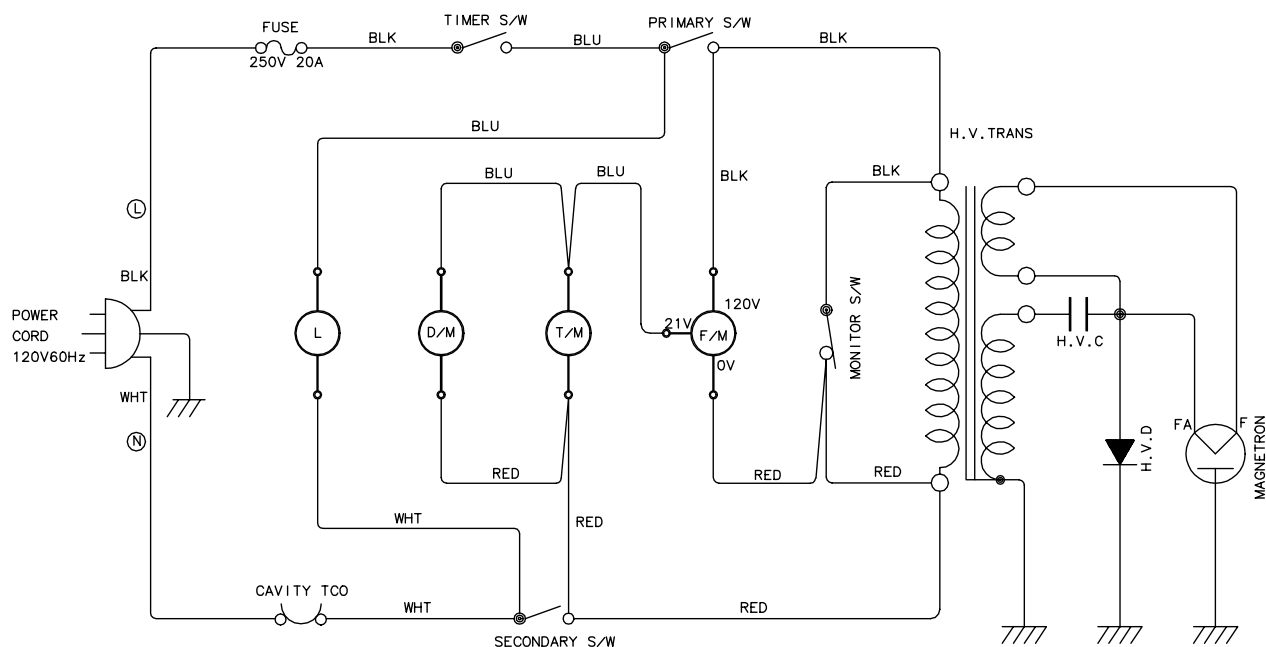 FUSE
250V 20A
BLK
TIMER S/W
BLU
PRIMARY S/W
BLK
BLU
H.V.TRANS
BLU
BLU
BLK
BLK
L
BLK
POWER
CORD
120V60Hz
WHT
N
L
D/M
T/M
21V
120V
F/M
0V
MONITOR S/W
H.V.C
H.V.D
FA
F
MAGNETRON
RED
RED
RED
WHT
RED
CAVITY TCO
WHT
SECONDARY S/W
RED